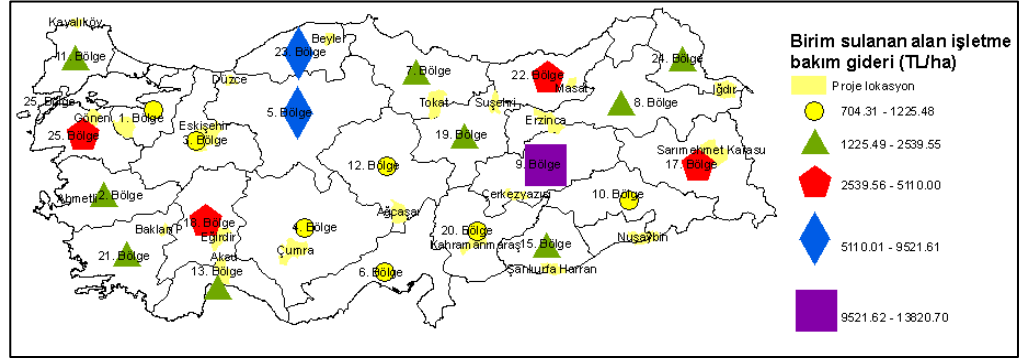 Kavalıköy
11. Bölge
23. Bölge
Beyler
24. Bölge
7. Bölge
22. Bölge
Masat
Iğdır
Düzce
25. Bölge
Gönen
1. Bölge
5. Bölge
Tokat
Suşehri
8. Bölge
Erzinca
Eskişehir
3. Bölge
25. Bölge
19. Bölge
Sarımehmet Karasu
17. Bölge
12. Bölge
9. Bölge
Ahmetli
2. Bölge
Çerkezyazısı
10. Bölge
Ağcaşar
18. Bölge
Baklan P
Eğirdir
4. Bölge
20. Bölge
Kahramanmaraş
Nusaybin
21. Bölge
Çumra
15. Bölge
Şanlıurfa Harran
13. Bölge
6. Bölge
Birim sulanan alan işletme
bakım gideri (TL/ha)
Proje lokasyon
704.31 - 1225.48
1225.49 - 2539.55
2539.56 - 5110.00
5110.01 - 9521.61
9521.62 - 13820.70